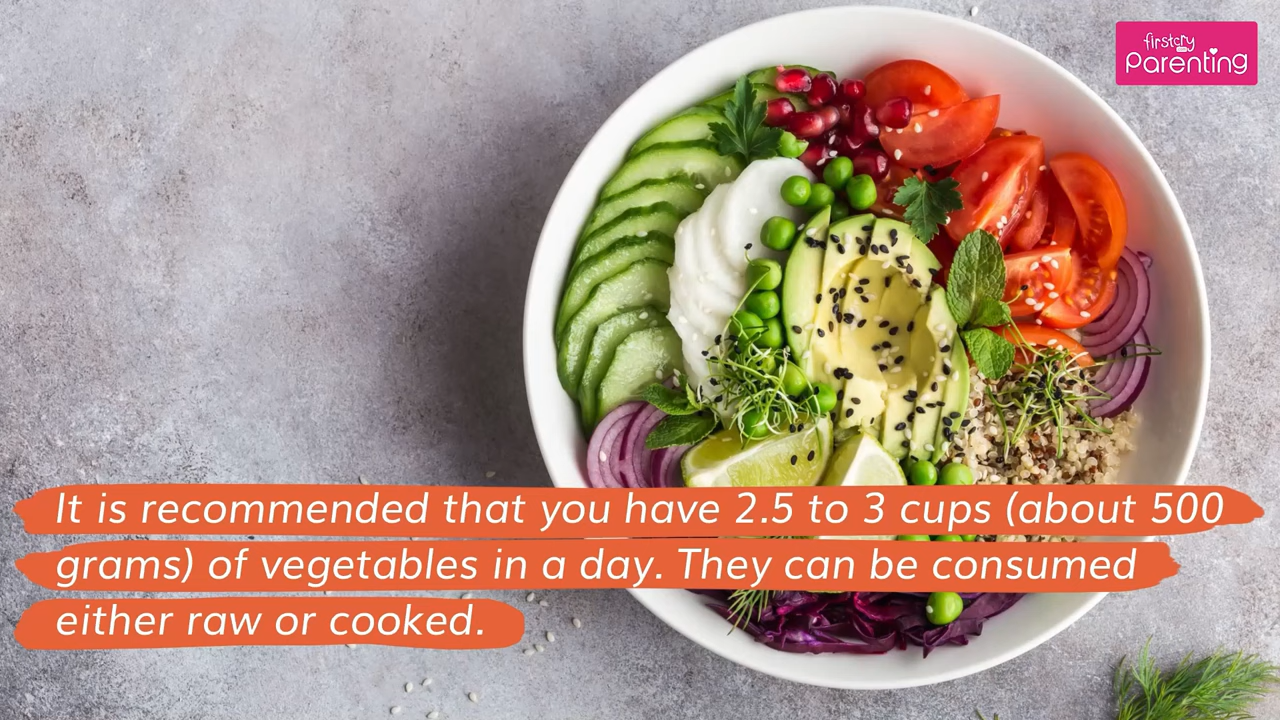 firstcry
Parenting
It is recommended that you have 2.5 to 3 cups (about 500
grams) of vegetables in a day. They can be consumed
either raw or cooked.